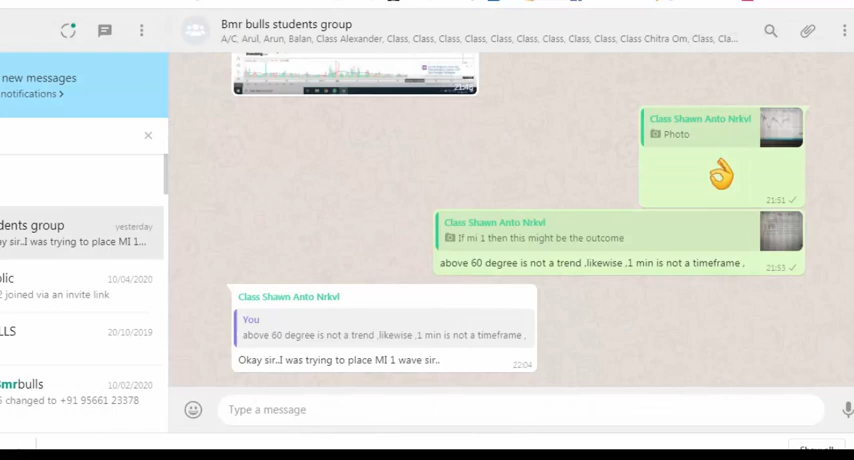 Bmr bulls students group
A/C, Arul, Arun, Balan, Class Alexander, Class, Class, Class, Class, Class, Class, Class, Class, Class, Class Chitra Om, Class, Cla...
new messages
notifications >
21:49
Class Shawn Anto Nrkvl
Photo
21:51
Class Shawn Anto Nrkvl
If mi 1 then this might be the outcome
above 60 degree is not a trend ,likewise ,1 min is not a timeframe ,
21:53
dents group
yesterday
ay sir..I was trying to place MI 1...
lic
10/04/2020
2 joined via an invite link
LLS
20/10/2019
Bmrbulls
10/02/2020
changed to +91 95661 23378
Class Shawn Anto Nrkvl
You
above 60 degree is not a trend ,likewise ,1 min is not a timeframe ,
Okay sir..I was trying to place MI 1 wave sir..
22:04
Type a message